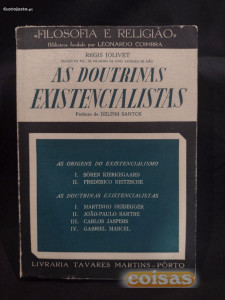 custojusto.pt
«FILOSOFIA E RELIGIÃO»
Biblioteca fundada por LEONARDO COIMBRA
REGIS JOLIVET
AS DOUTRINAS
EXISTENCIALISTAS
Prefácio de DELFIM SANTOS
AS ORIGENS DO EXISTENCIALISMO
I. SÖREN KIERKEGAARD
II. FREDERICO NIETZSCHE
AS DOUTRINAS EXISTENCIALISTAS
I. MARTINHO HEIDEGGER
II. JOÃO-PAULO SARTRE
III. CARLOS JASPERS
IV. GABRIEL MARCEL
LIVRARIA TAVARES MARTINS - PÔRTO
coisas